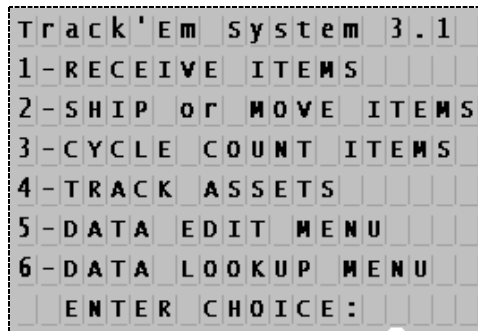 Track'Em System 3.1
1-RECEIVE ITEMS
2-SHIP or MOVE ITEMS
3-CYCLE COUNT ITEMS
4-TRACK ASSETS
5-DATA EDIT MENU
6-DATA LOOKUP MENU
ENTER CHOICE: